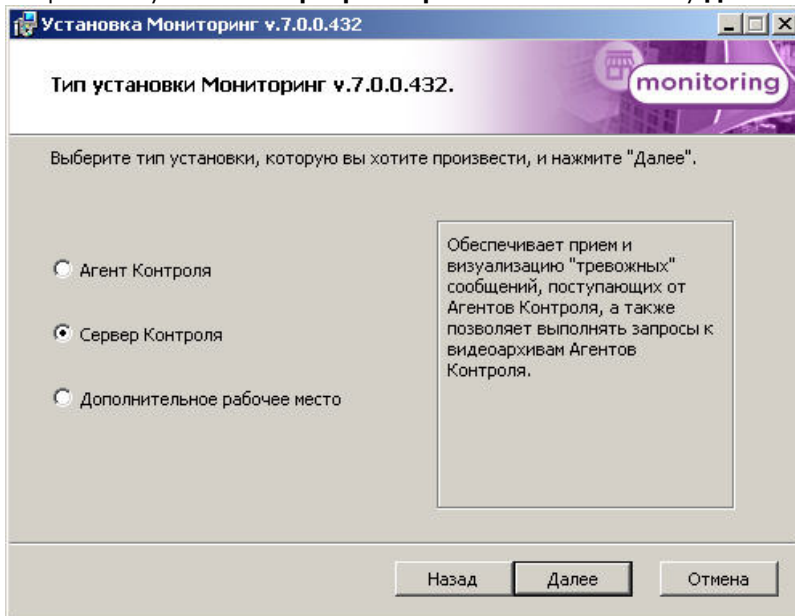 Установка Мониторинг v.7.0.0.432
Тип установки Мониторинг v.7.0.0.432.
monitoring
Выберите тип установки, которую вы хотите произвести, и нажмите "Далее".
Агент Контроля
Сервер Контроля
Дополнительное рабочее место
Обеспечивает прием и
визуализацию "тревожных"
сообщений, поступающих от
Агентов Контроля, а также
позволяет выполнять запросы к
видеоархивам Агентов
Контроля.
Назад
Далее
Отмена